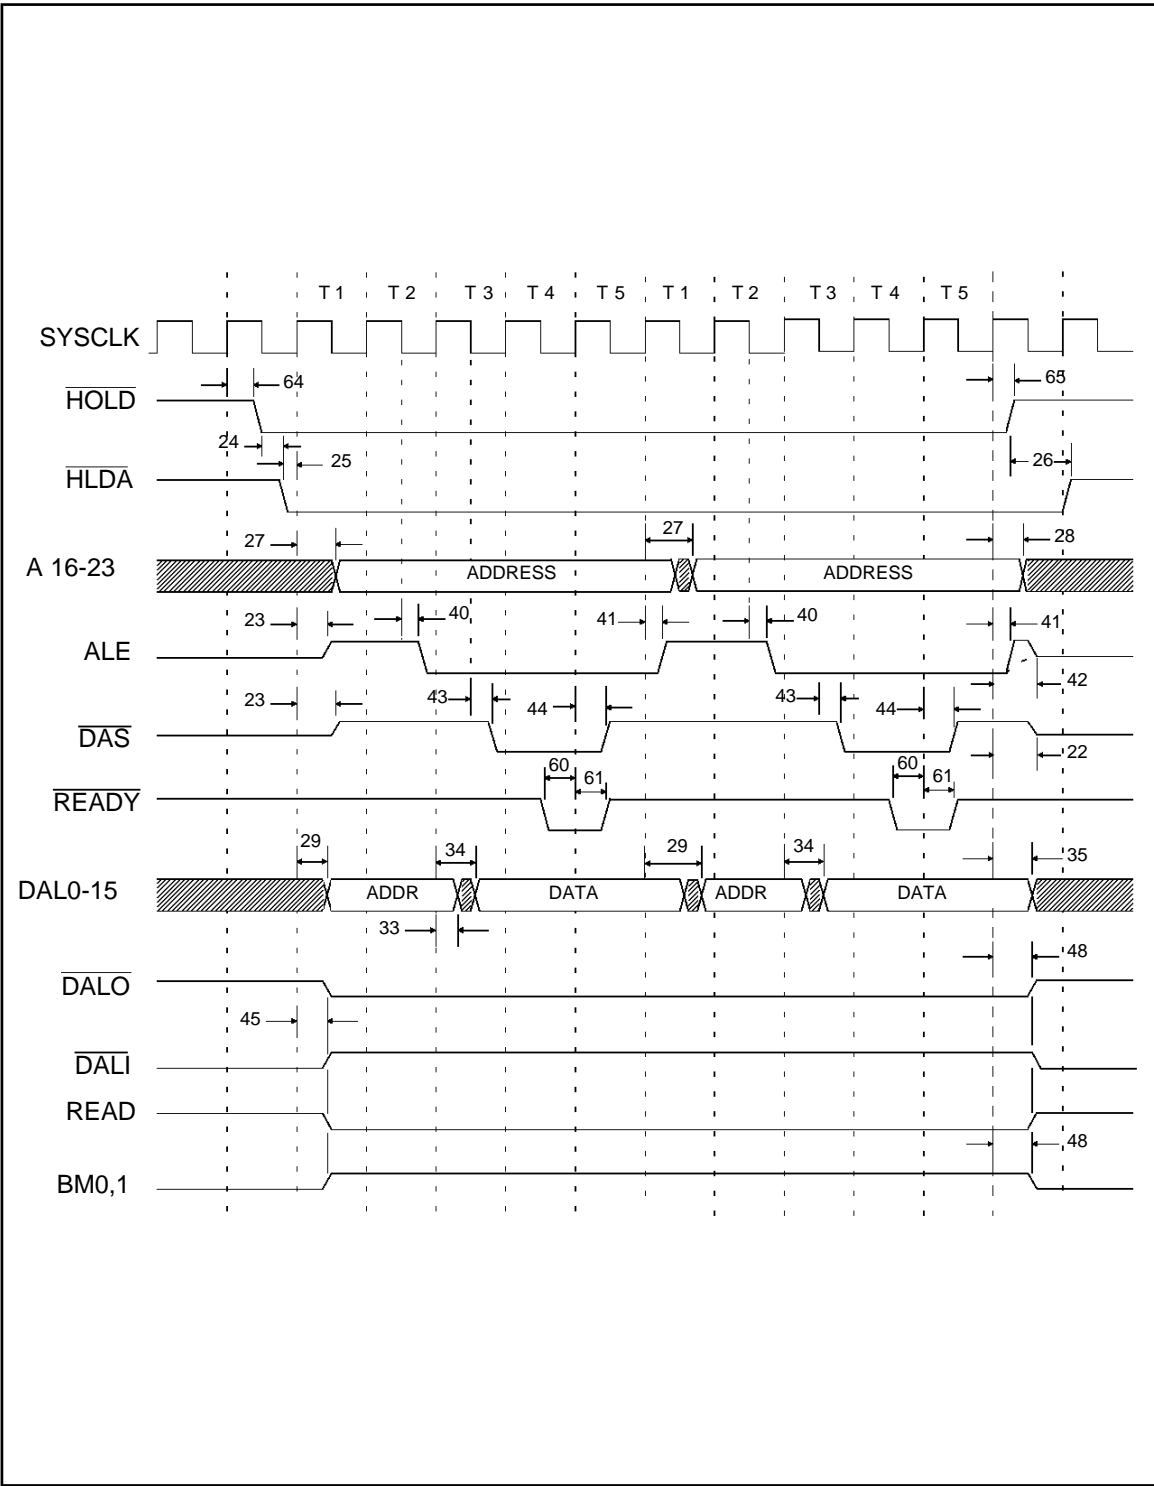 T 1 T 2 T 3 T 4 T 5 T 1 T 2 T 3 T 4 T 5
SYSCLK
64 65
HOLD
24 25 26
HLDA
27 27 28
A 16-23 ADDRESS ADDRESS
23 40 41 40 41
ALE
42
23 43 44 43 44
DAS
22
60 61 60 61
READY
29 34 29 34 35
DAL0-15 ADDR DATA ADDR DATA
33
48
DALO
45
DALI
READ
48
BM0,1